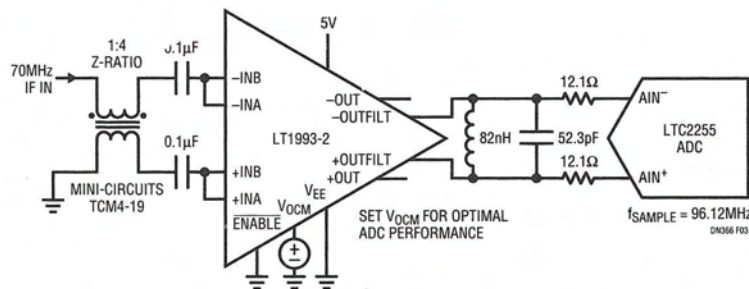 1:4
Z-RATIO
0.1µF
5V
70MHz
IF IN
–INB
–INA
–OUT
–OUTFILT
12.1Ω
AIN–
LT1993-2
82nH
52.3pF
LTC2255
ADC
0.1µF
+INB
+INA
+OUTFILT
+OUT
12.1Ω
AIN+
MINI-CIRCUITS
TCM4-19
VEE
VOCM
ENABLE
SET VOCM FOR OPTIMAL
ADC PERFORMANCE
fSAMPLE = 96.12MHz
DN366 F03
+
–